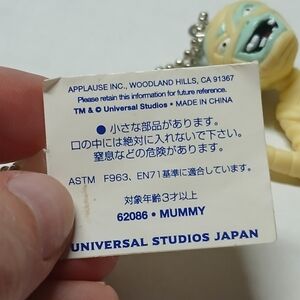 APPLAUSE INC., WOODLAND HILLS, CA 91367
Please retain this information for future reference.
TM & © Universal Studios • MADE IN CHINA
● 小さな部品があります。
口の中には絶対に入れないで下さい。
窒息などの危険があります。
ASTM F963, EN71基準に適合しています。
対象年齢3才以上
62086 • MUMMY
UNIVERSAL STUDIOS JAPAN